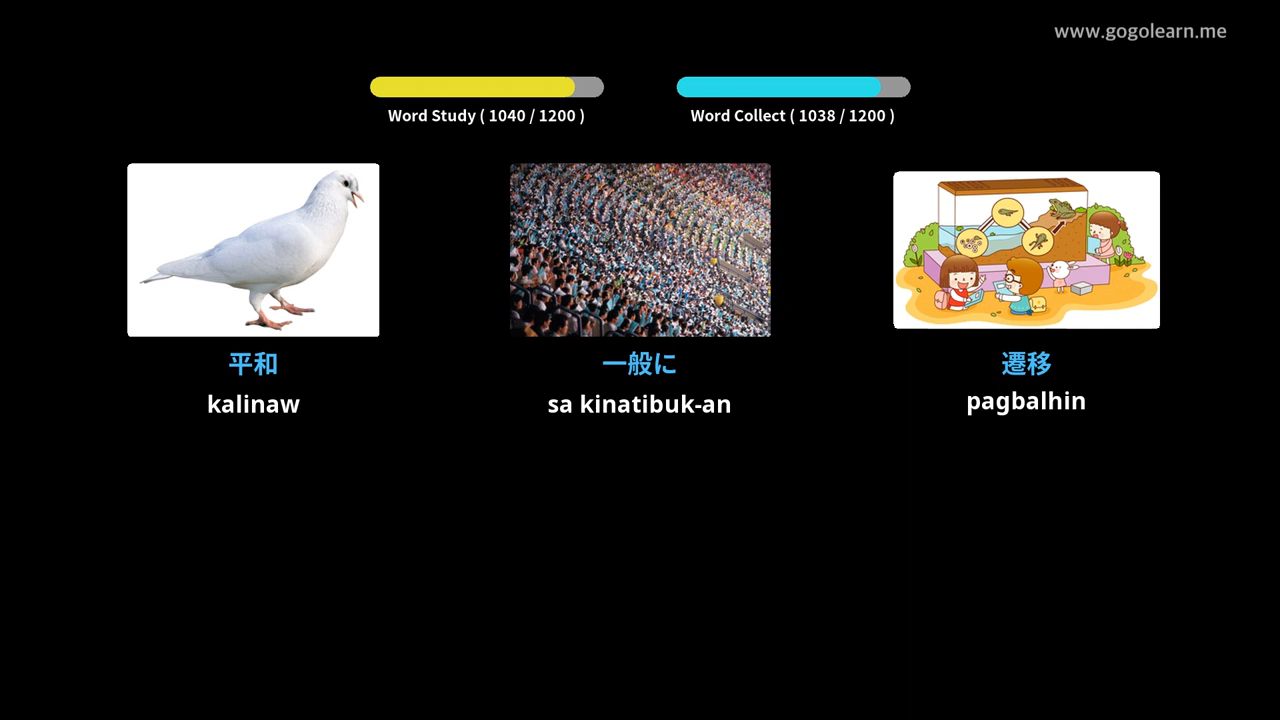 www.gogolearn.me
Word Study ( 1040 / 1200 )
Word Collect ( 1038 / 1200 )
平和
kalinaw
一般に
sa kinatibuk-an
遷移
pagbalhin